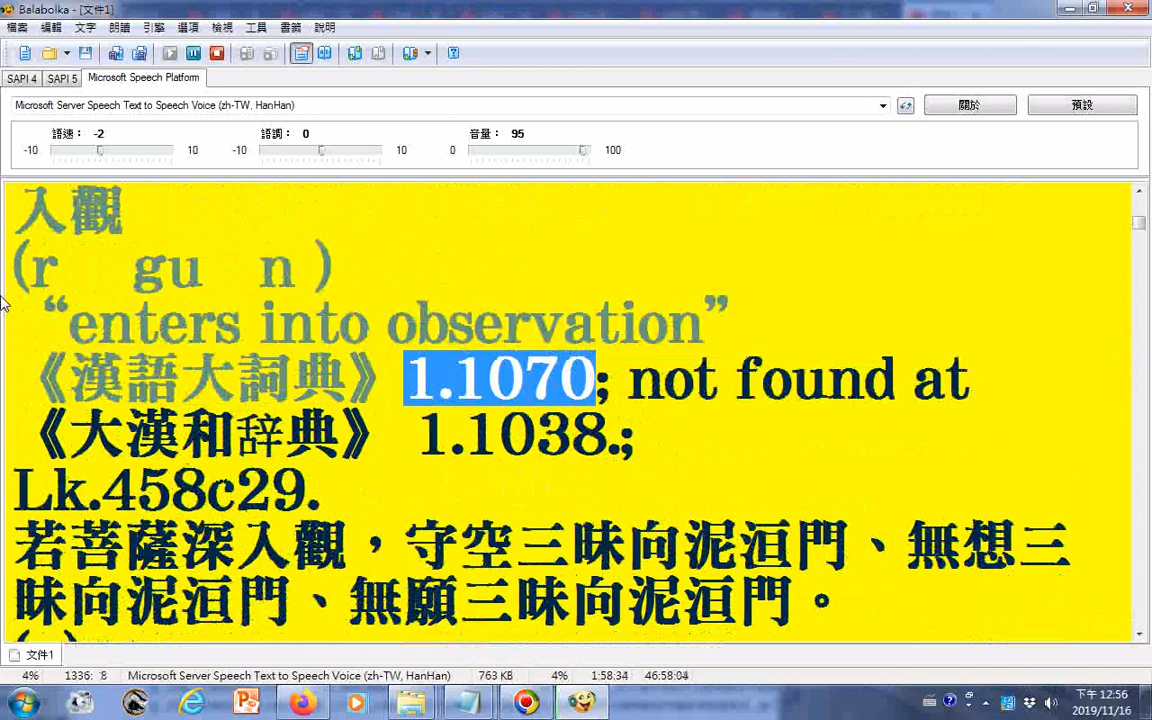 Balabolka - [文件1]
檔案 編輯 文字 朗讀 引擎 選項 檢視 工具 書籤 說明
SAPI 4 SAPI 5 Microsoft Speech Platform
Microsoft Server Speech Text to Speech Voice (zh-TW, HanHan) 關於 預設
語速： -2 語調： 0 音量： 95
-10 10 -10 10 0 100
入觀
(r gu n )
“enters into observation”
《漢語大詞典》 1.1070; not found at
《大漢和辞典》 1.1038.;
Lk.458c29.
若菩薩深入觀，守空三昧向泥洹門、無想三
昧向泥洹門、無願三昧向泥洹門。
文件1
4% 1336: Microsoft Server Speech Text to Speech Voice (zh-TW, HanHan) 763 KB 4% 1:58:34 46:58:04
下午 12:56
2019/11/16